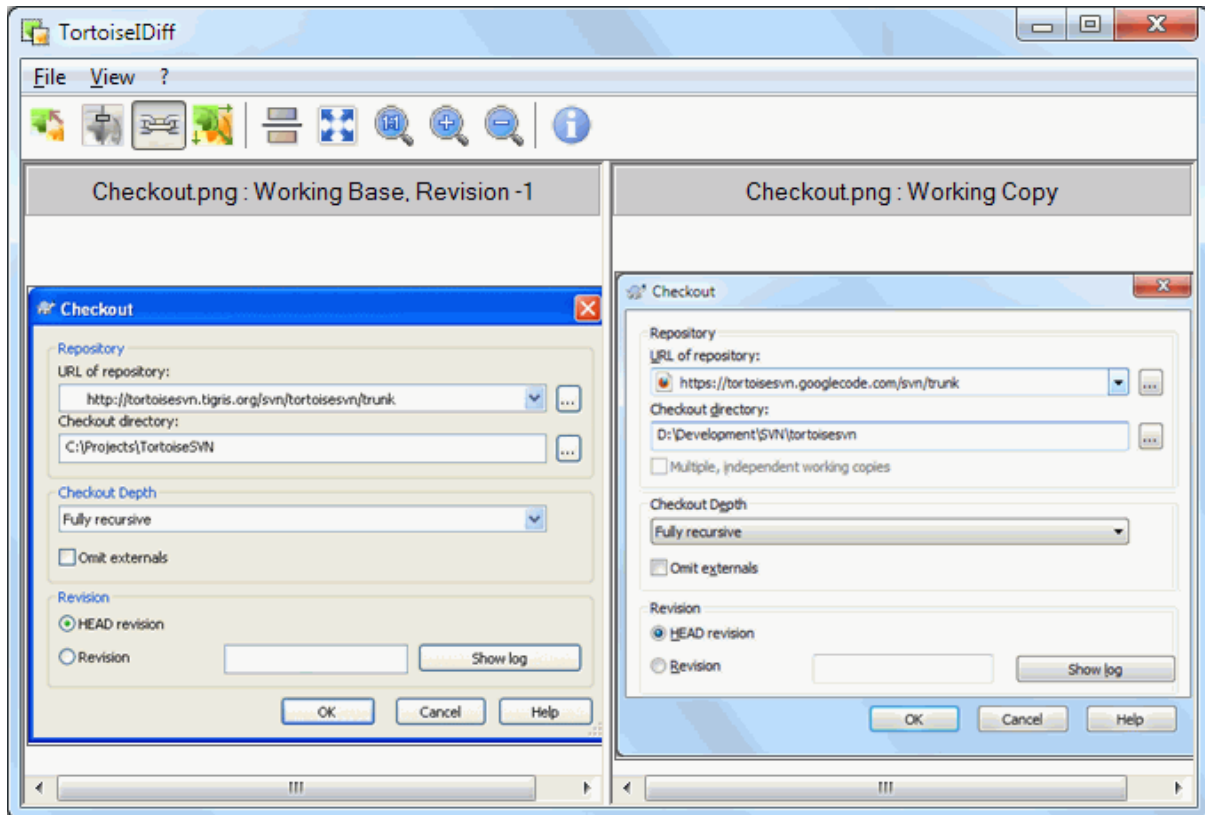 TortoiseIDiff
File View ?
Checkout.png : Working Base, Revision -1
Checkout
Repository
URL of repository:
http://tortoisesvn.tigris.org/svn/tortoisesvn/trunk
...
Checkout directory:
C:\Projects\TortoiseSVN
...
Checkout Depth
Fully recursive
Omit externals
Revision
HEAD revision
Revision
Show log
OK Cancel Help
Checkout.png : Working Copy
Checkout
Repository
URL of repository:
https://tortoisesvn.googlecode.com/svn/trunk
...
Checkout directory:
D:\Development\SVN\tortoisesvn
...
Multiple, independent working copies
Checkout Depth
Fully recursive
Omit externals
Revision
HEAD revision
Revision
Show log
OK Cancel Help